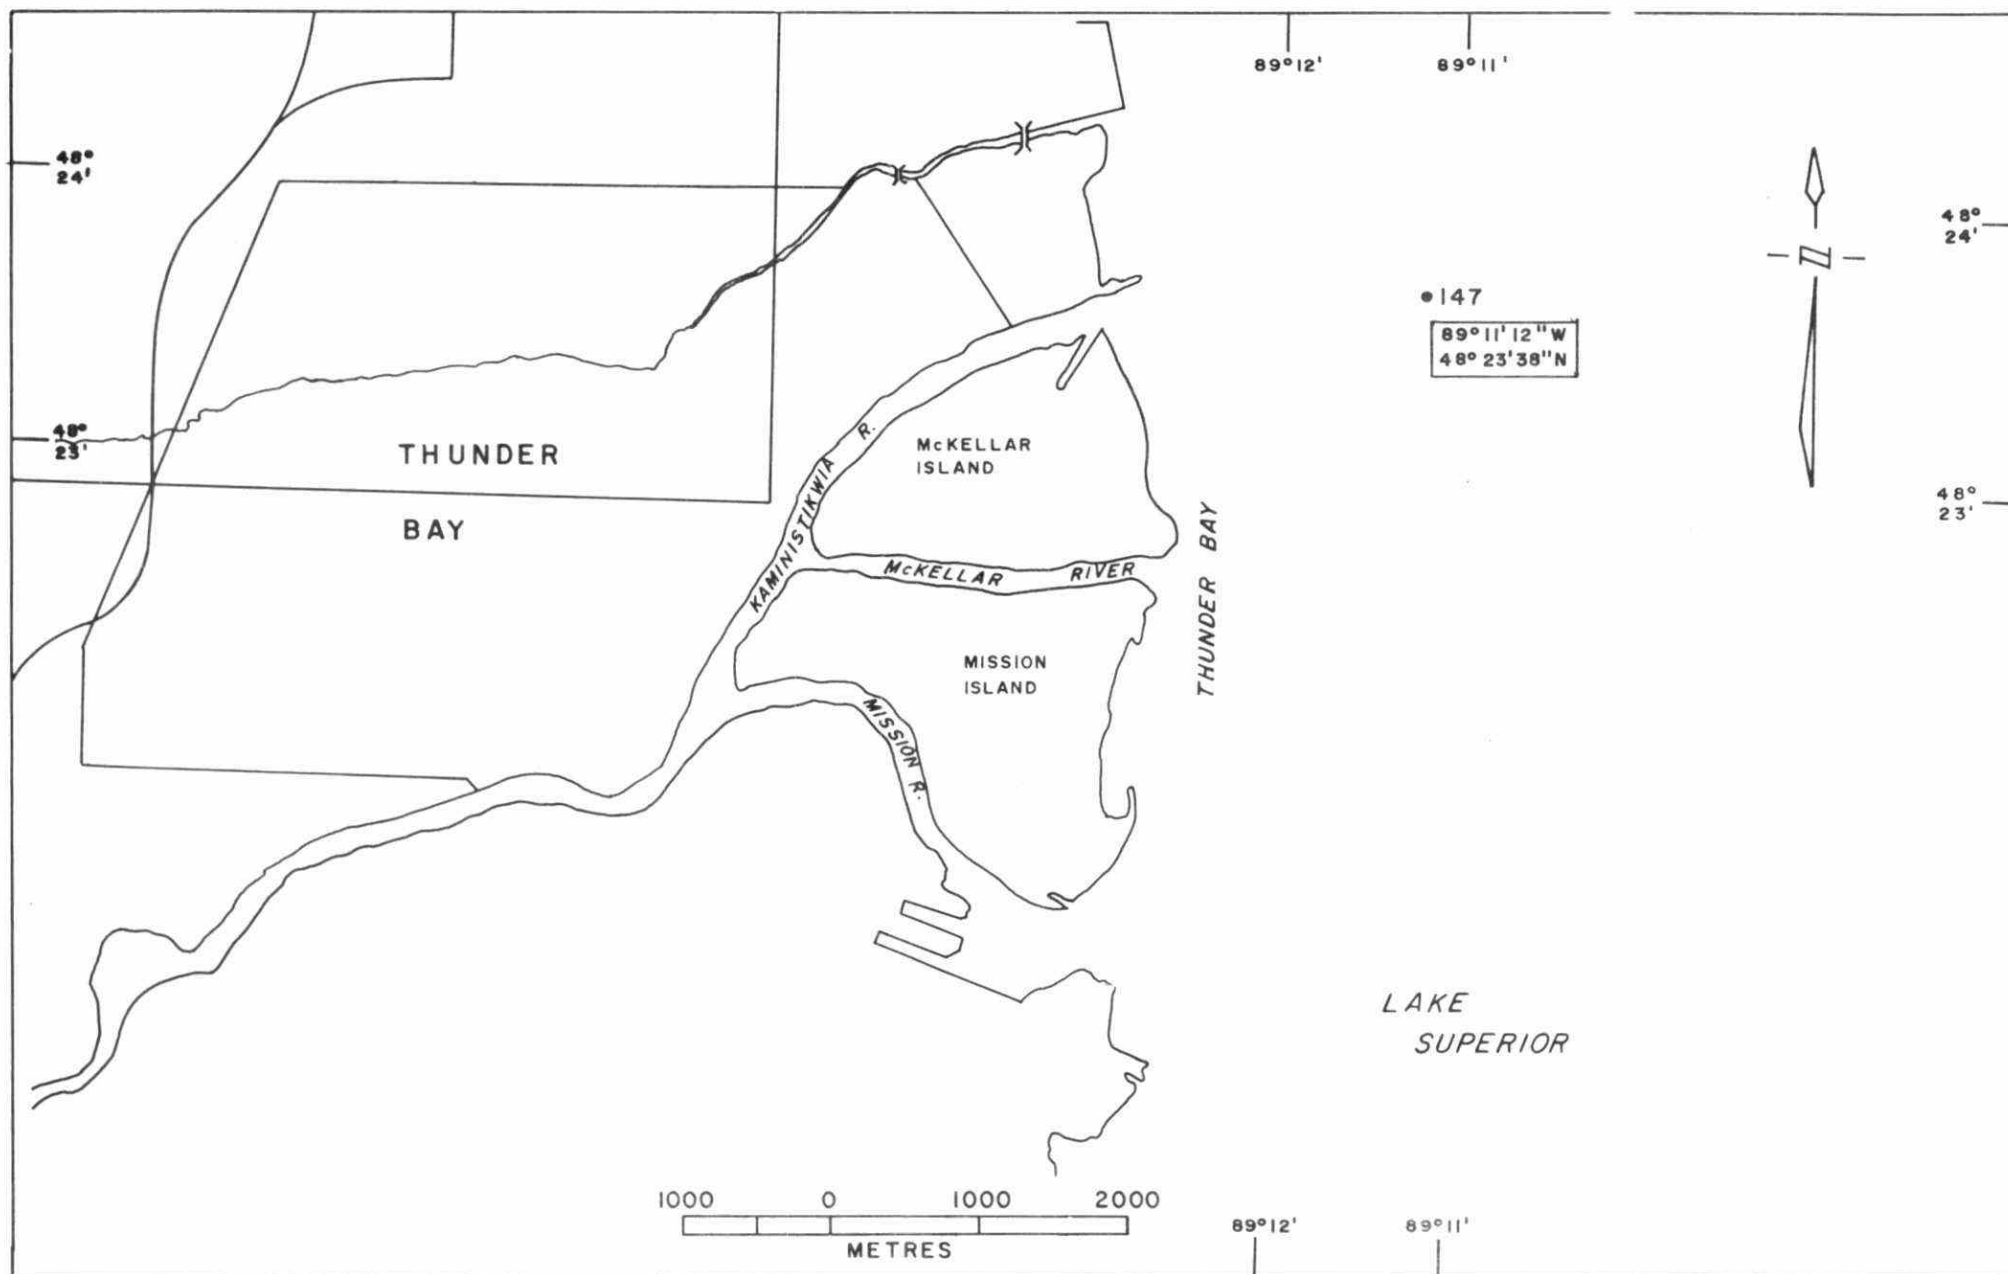 89°12'
89°11'
48°
24'
48°
24'
N
147
89°11'12"W
48°23'38"N
48°
23'
THUNDER
BAY
KAMINISTIKWIA R.
McKELLAR
ISLAND
48°
23'
McKELLAR RIVER
THUNDER BAY
MISSION
ISLAND
MISSION R.
LAKE
SUPERIOR
1000 0 1000 2000
METRES
89°12'
89°11'